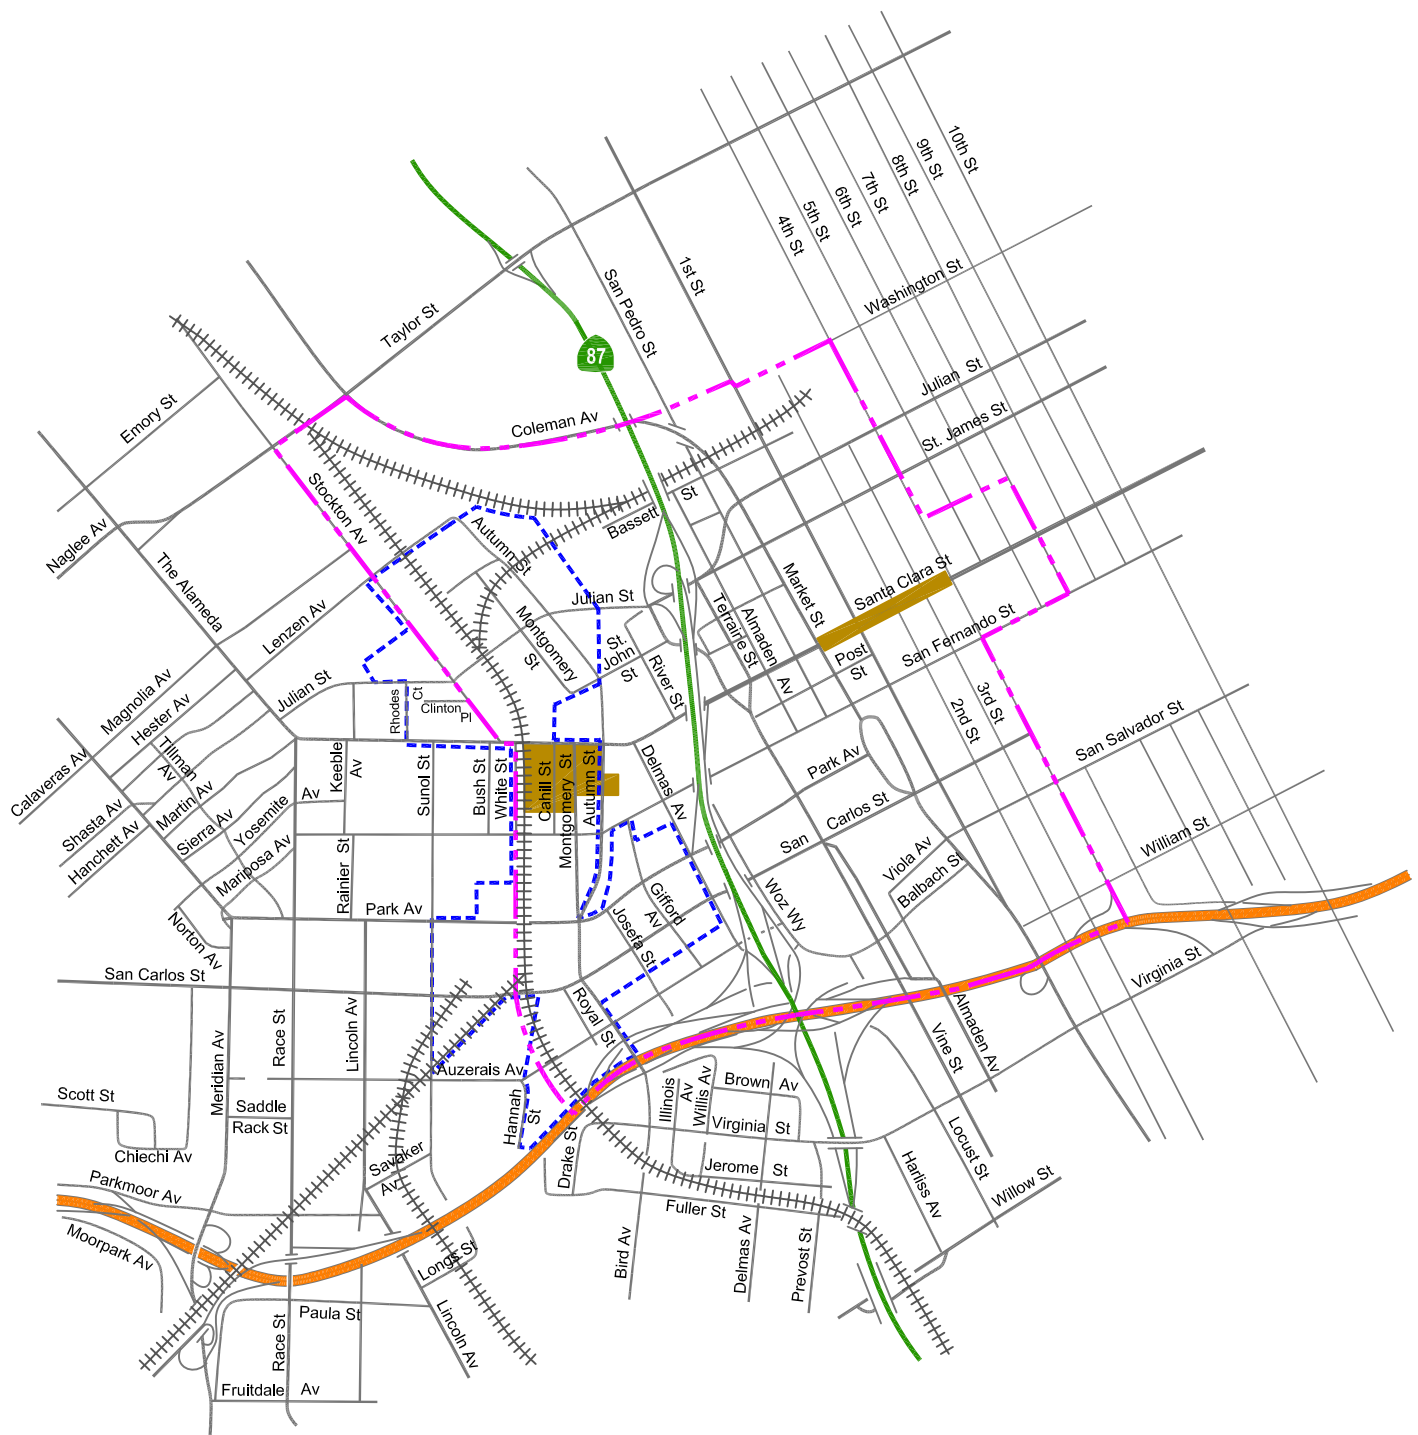 10th St
9th St
8th St
7th St
6th St
5th St
4th St
1st St
San Pedro St
Washington St
Taylor St
87
Julian St
St. James St
Emory St
Coleman Av
Stockton Av
Naglee Av
The Alameda
Autumn St
Bassett St
Santa Clara St
Market St
Julian St
Lenzen Av
Montgomery St
St. John St
River St
Terraine St
Almaden Av
Post St
San Fernando St
3rd St
2nd St
Magnolia Av
Hester Av
Julian St
Rhodes Ct
Clinton Pl
Calaveras Av
Tillman Av
Shasta Av
Hanchett Av
Martin Av
Sierra Av
Yosemite Av
Mariposa Av
Keeble Av
Sunol St
Bush St
White St
Cahill St
Montgomery St
Autumn St
Delmas Av
Park Av
San Carlos St
San Salvador St
William St
Viola Av
Balbach St
Rainier St
Park Av
Norton Av
Josefa St
Gifford Av
Woz Wy
Virginia St
San Carlos St
Meridian Av
Race St
Lincoln Av
Royal St
Auzerais Av
Vine St
Almaden Av
Scott St
Saddle
Rack St
Chiechi Av
Hannah St
Illinois Av
Willis Av
Brown Av
Virginia St
Jerome St
Locust St
Harliss Av
Willow St
Drake St
Savaker Av
Parkmoor Av
Moorpark Av
Fuller St
Bird Av
Delmas Av
Prevost St
Longs St
Lincoln Av
Paula St
Race St
Fruitdale Av